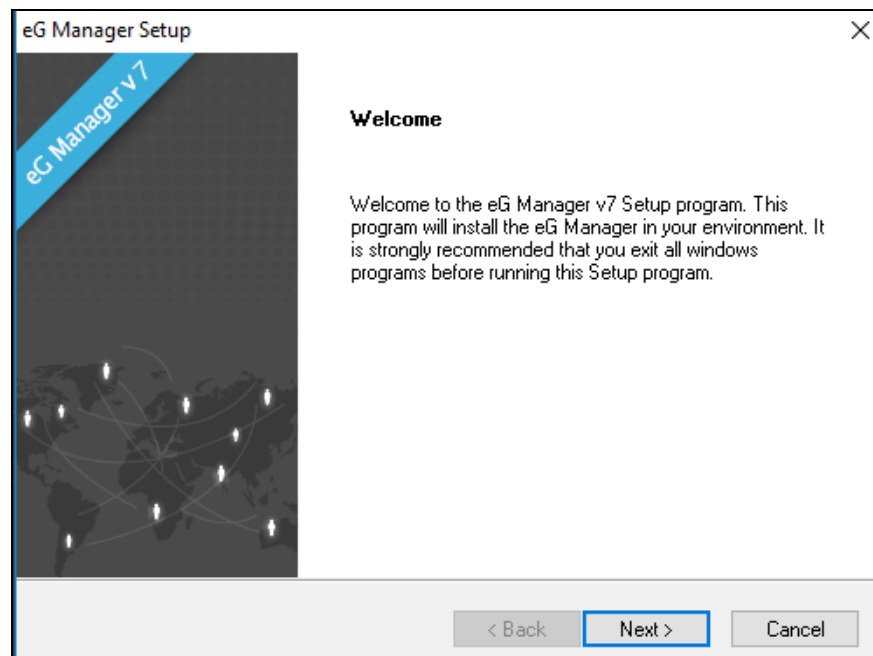 eG Manager Setup
eG Manager v 7
Welcome
Welcome to the eG Manager v7 Setup program. This
program will install the eG Manager in your environment. It
is strongly recommended that you exit all windows
programs before running this Setup program.
< Back
Next >
Cancel